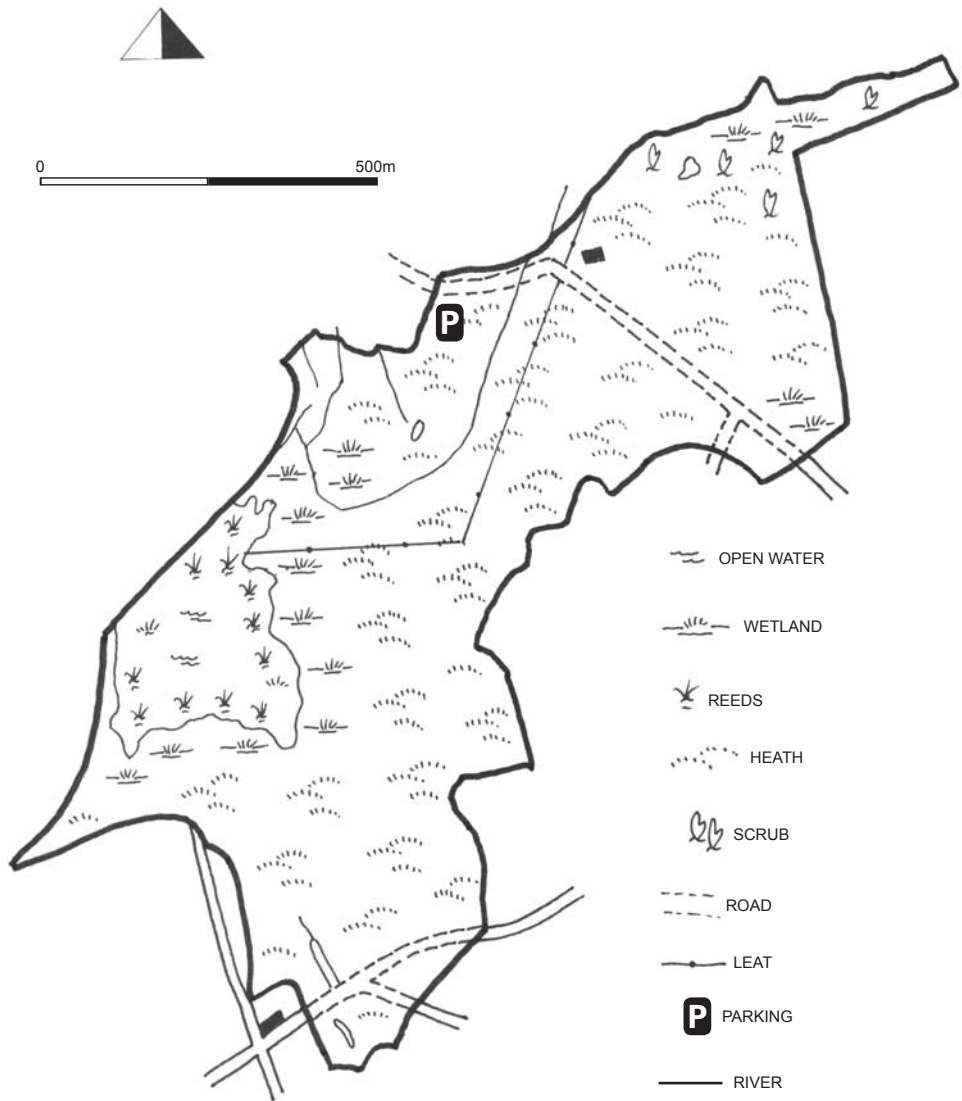 0 500m
P
OPEN WATER
WETLAND
REEDS
HEATH
SCRUB
ROAD
LEAT
P PARKING
RIVER